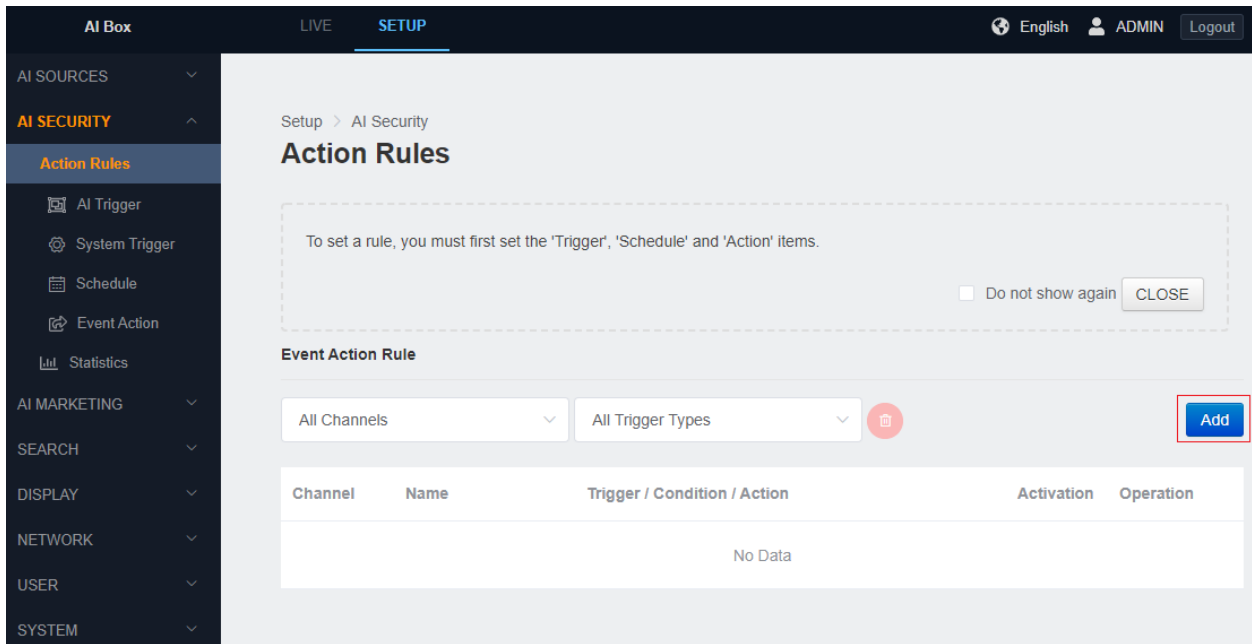 AI Box
LIVE SETUP
English ADMIN Logout
AI SOURCES
AI SECURITY
Action Rules
AI Trigger
System Trigger
Schedule
Event Action
Statistics
AI MARKETING
SEARCH
DISPLAY
NETWORK
USER
SYSTEM
Setup > AI Security
Action Rules
To set a rule, you must first set the 'Trigger', 'Schedule' and 'Action' items.
Do not show again CLOSE
Event Action Rule
All Channels All Trigger Types Add
Channel Name Trigger / Condition / Action Activation Operation
No Data